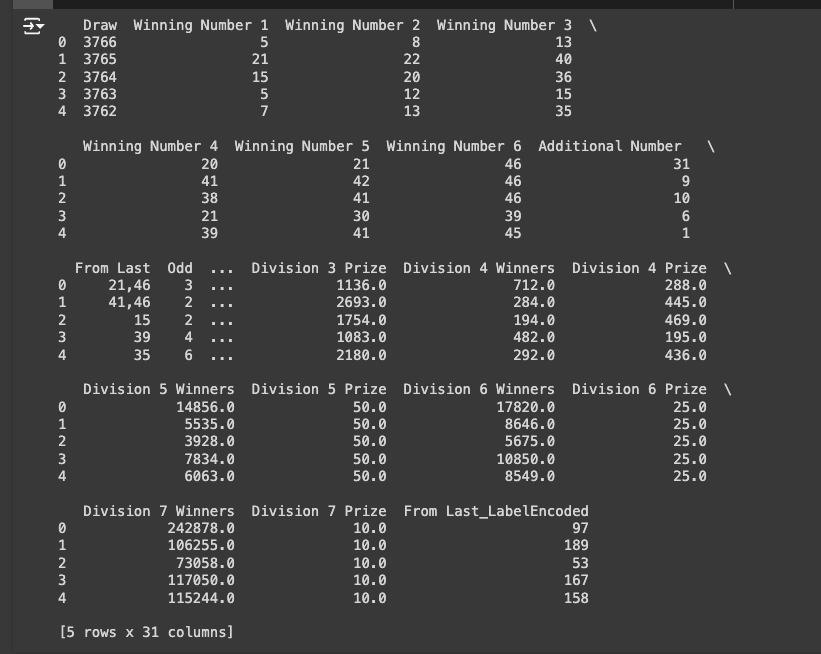 Draw Winning Number 1 Winning Number 2 Winning Number 3 \
0 3766 5 8 13
1 3765 21 22 40
2 3764 15 20 36
3 3763 5 12 15
4 3762 7 13 35
Winning Number 4 Winning Number 5 Winning Number 6 Additional Number \
0 20 21 46 31
1 41 42 46 9
2 38 41 46 10
3 21 30 39 6
4 39 41 45 1
From Last Odd ... Division 3 Prize Division 4 Winners Division 4 Prize \
0 21,46 3 ... 1136.0 712.0 288.0
1 41,46 2 ... 2693.0 284.0 445.0
2 15 2 ... 1754.0 194.0 469.0
3 39 4 ... 1083.0 482.0 195.0
4 35 6 ... 2180.0 292.0 436.0
Division 5 Winners Division 5 Prize Division 6 Winners Division 6 Prize \
0 14856.0 50.0 17820.0 25.0
1 5535.0 50.0 8646.0 25.0
2 3928.0 50.0 5675.0 25.0
3 7834.0 50.0 10850.0 25.0
4 6063.0 50.0 8549.0 25.0
Division 7 Winners Division 7 Prize From Last_LabelEncoded
0 242878.0 10.0 97
1 106255.0 10.0 189
2 73058.0 10.0 53
3 117050.0 10.0 167
4 115244.0 10.0 158
[5 rows x 31 columns]